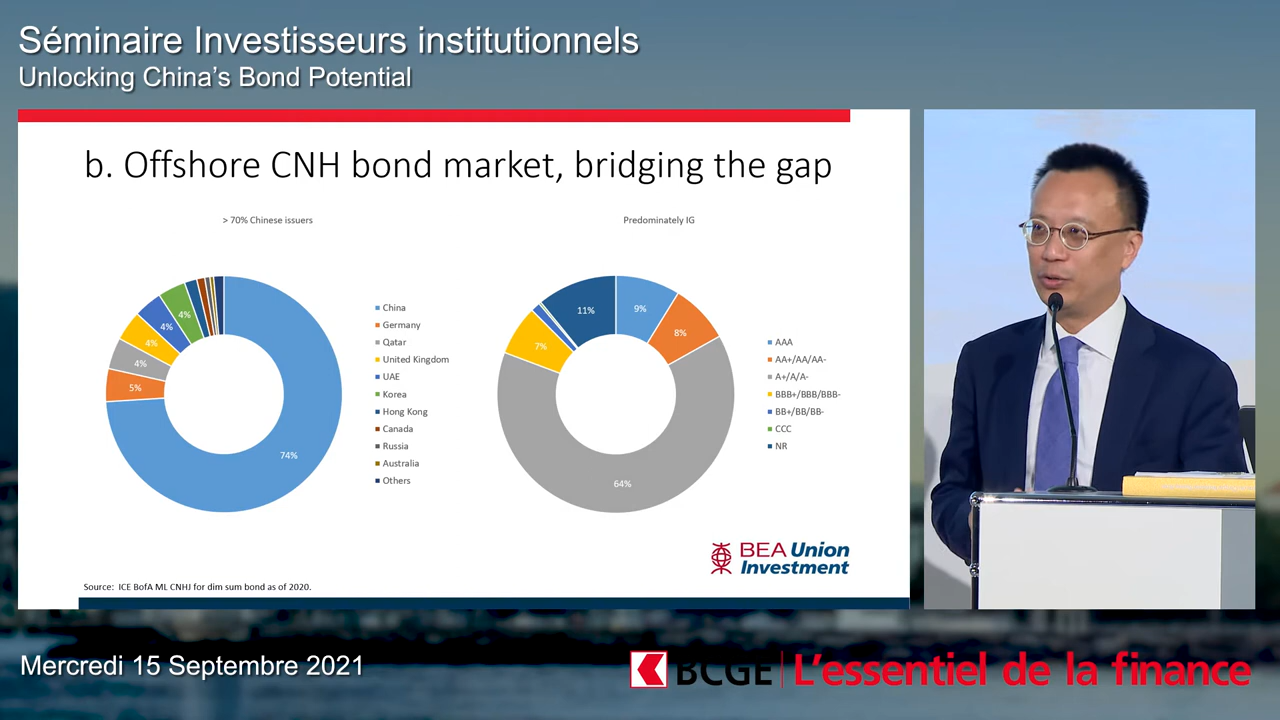 Séminaire Investisseurs institutionnels
Unlocking China's Bond Potential
b. Offshore CNH bond market, bridging the gap
> 70% Chinese issuers
74%
5%
4%
4%
4%
4%
China
Germany
Qatar
United Kingdom
UAE
Korea
Hong Kong
Canada
Russia
Australia
Others
Predominately IG
9%
8%
64%
7%
11%
AAA
AA+/AA/AA-
A+/A/A-
BBB+/BBB/BBB-
BB+/BB/BB-
CCC
NR
BEA Union
Investment
Source: ICE BofA ML CNHJ for dim sum bond as of 2020.
Mercredi 15 Septembre 2021
BCGE L'essentiel de la finance